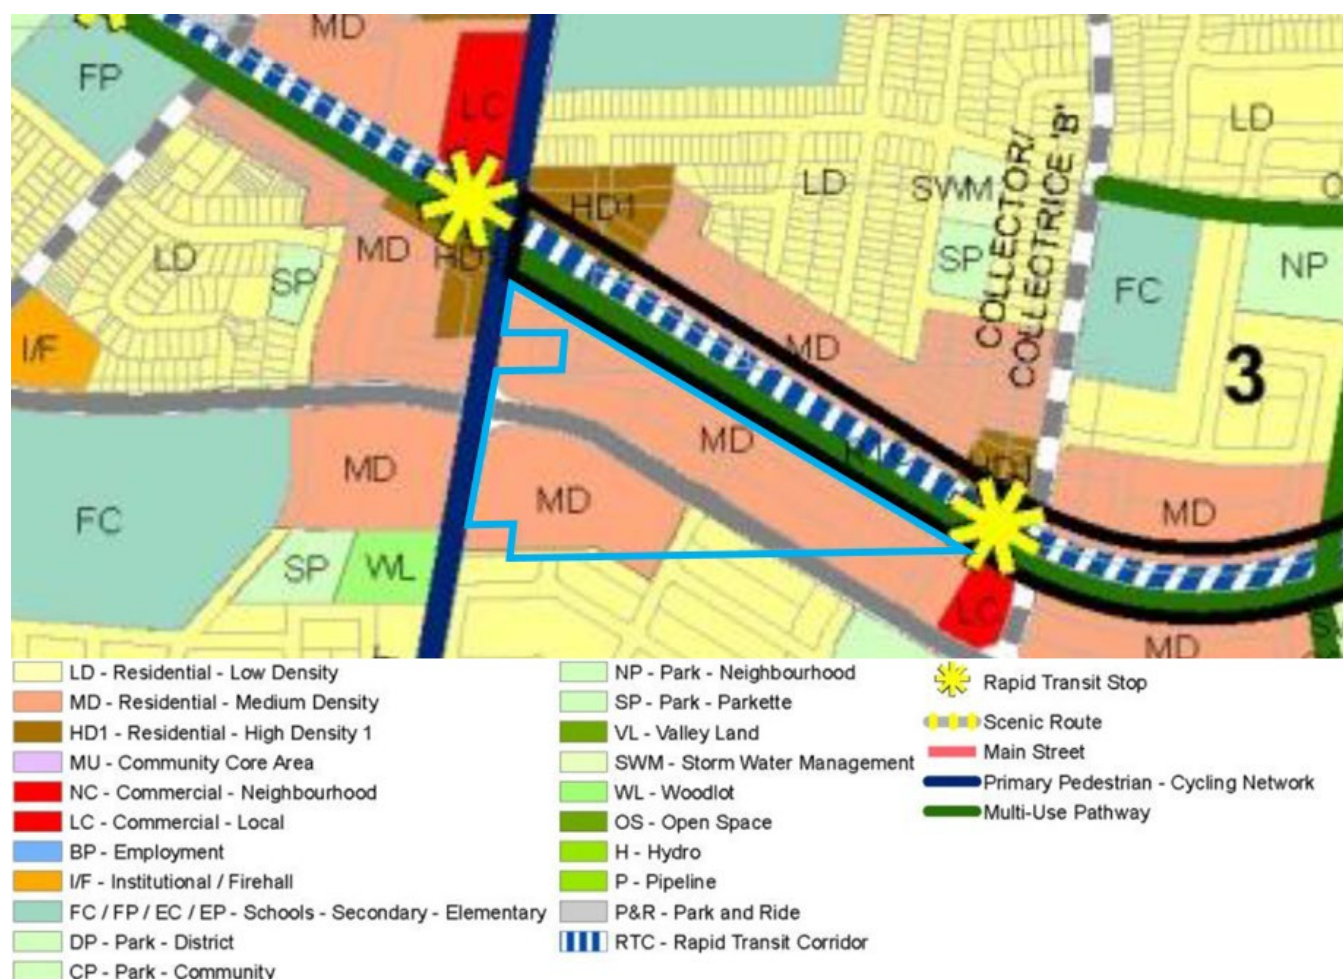 MD
FP
LC
LD
HD1
LD
SWM
COLLECTOR/
COLLECTRICE 'B'
LD
MD
HD
SP
SP
FC
NP
I/F
MD
3
MD
MD
MD
FC
MD
SP
WL
LC
MD
LD - Residential - Low Density
MD - Residential - Medium Density
HD1 - Residential - High Density 1
MU - Community Core Area
NC - Commercial - Neighbourhood
LC - Commercial - Local
BP - Employment
I/F - Institutional / Firehall
FC / FP / EC / EP - Schools - Secondary - Elementary
DP - Park - District
CP - Park - Community
NP - Park - Neighbourhood
SP - Park - Parkette
VL - Valley Land
SWM - Storm Water Management
WL - Woodlot
OS - Open Space
H - Hydro
P - Pipeline
P&R - Park and Ride
RTC - Rapid Transit Corridor
Rapid Transit Stop
Scenic Route
Main Street
Primary Pedestrian - Cycling Network
Multi-Use Pathway